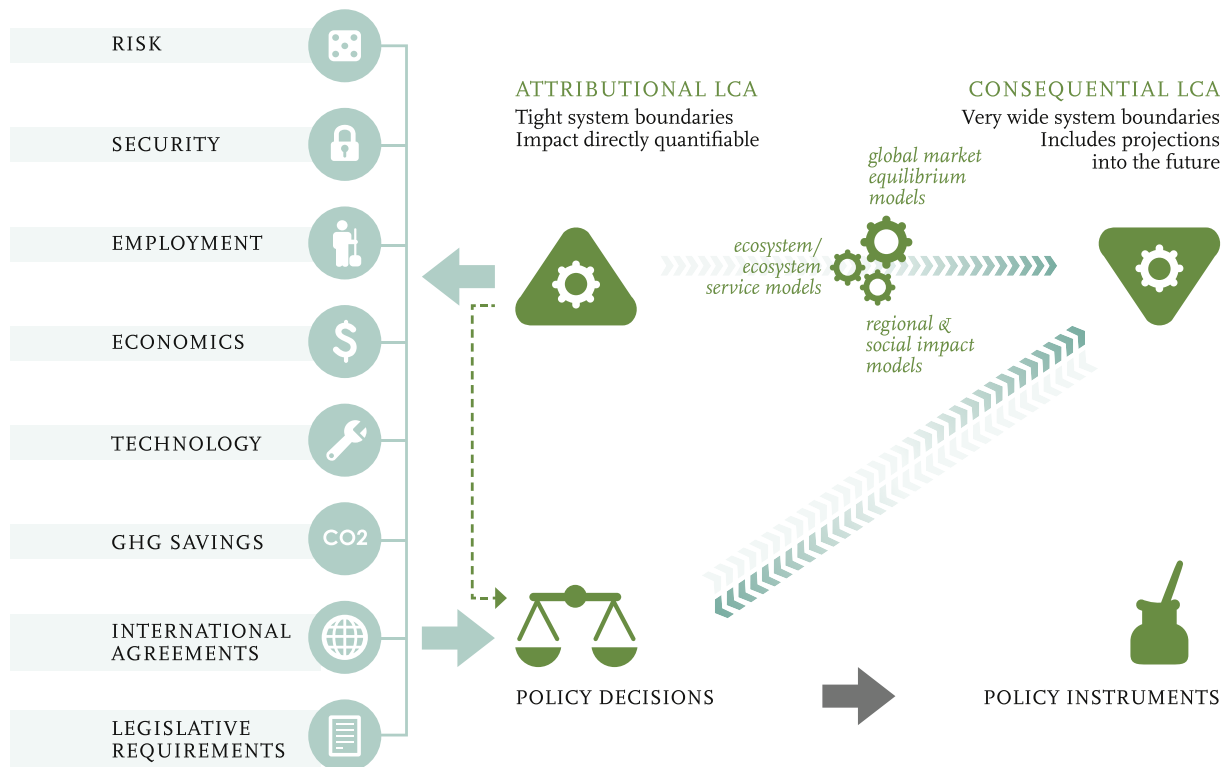 RISK
SECURITY
EMPLOYMENT
ECONOMICS
$
TECHNOLOGY
GHG SAVINGS
CO2
INTERNATIONAL
AGREEMENTS
LEGISLATIVE
REQUIREMENTS
ATTRIBUTIONAL LCA
Tight system boundaries
Impact directly quantifiable
CONSEQUENTIAL LCA
Very wide system boundaries
Includes projections
into the future
global market
equilibrium
models
ecosystem/
ecosystem
service models
regional &
social impact
models
POLICY DECISIONS
POLICY INSTRUMENTS